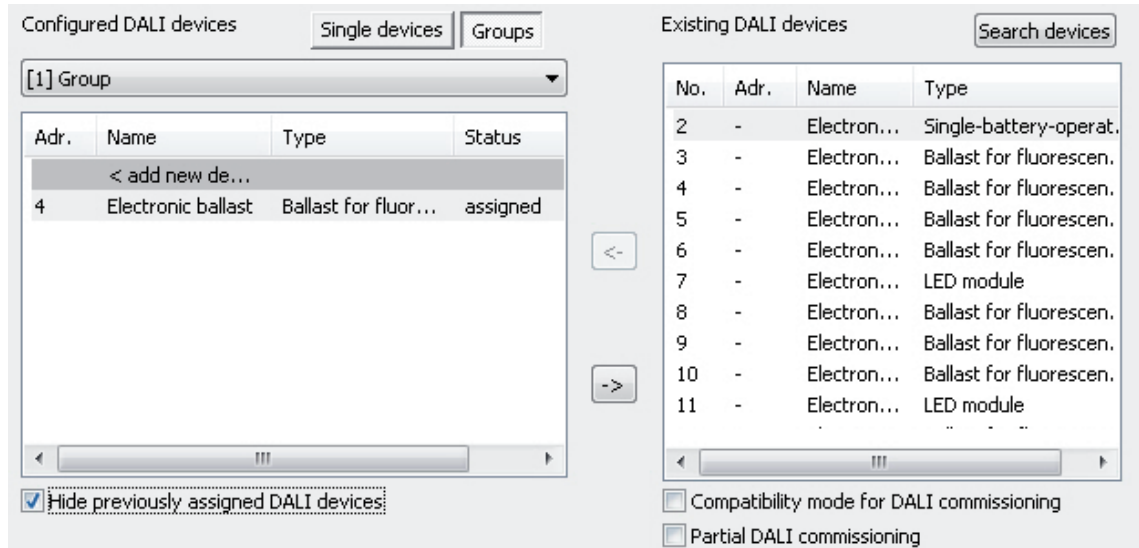 Configured DALI devices
Single devices
Groups
[1] Group
Adr. Name Type Status
< add new de...
4 Electronic ballast Ballast for fluor... assigned
Hide previously assigned DALI devices
<-
->
Existing DALI devices
Search devices
No. Adr. Name Type
2 - Electron... Single-battery-operat.
3 - Electron... Ballast for fluorescen.
4 - Electron... Ballast for fluorescen.
5 - Electron... Ballast for fluorescen.
6 - Electron... Ballast for fluorescen.
7 - Electron... LED module
8 - Electron... Ballast for fluorescen.
9 - Electron... Ballast for fluorescen.
10 - Electron... Ballast for fluorescen.
11 - Electron... LED module
Compatibility mode for DALI commissioning
Partial DALI commissioning